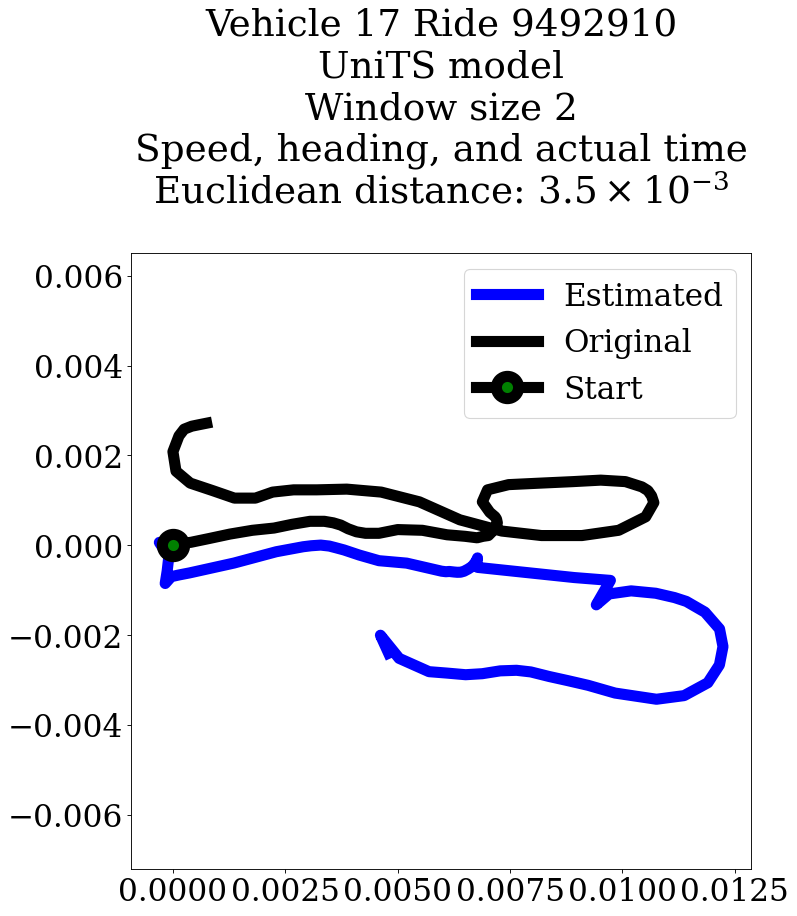 Vehicle 17 Ride 9492910
UniTS model
Window size 2
Speed, heading, and actual time
Euclidean distance: 3.5 × 10⁻³
Estimated
Original
Start
0.006
0.004
0.002
0.000
−0.002
−0.004
−0.006
0.0000 0.0025 0.0050 0.0075 0.0100 0.0125